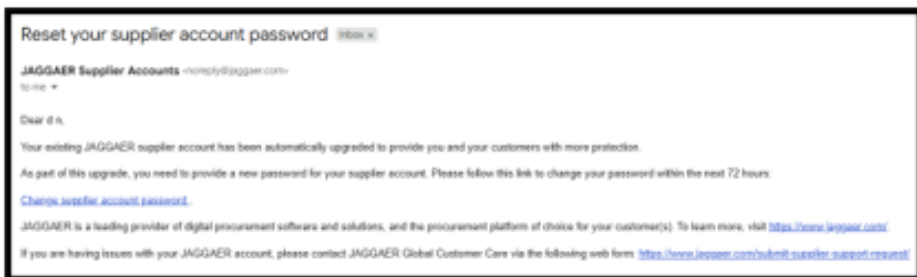 Reset your supplier account password Inbox x
JAGGAER Supplier Accounts <noreply@jaggaer.com>
to me
Dear d n,
Your existing JAGGAER supplier account has been automatically upgraded to provide you and your customers with more protection.
As part of this upgrade, you need to provide a new password for your supplier account. Please follow this link to change your password within the next 72 hours:
Change supplier account password .
JAGGAER is a leading provider of digital procurement software and solutions, and the procurement platform of choice for your customer(s). To learn more, visit https://www.jaggaer.com/.
If you are having issues with your JAGGAER account, please contact JAGGAER Global Customer Care via the following web form: https://www.jaggaer.com/submit-supplier-support-request/